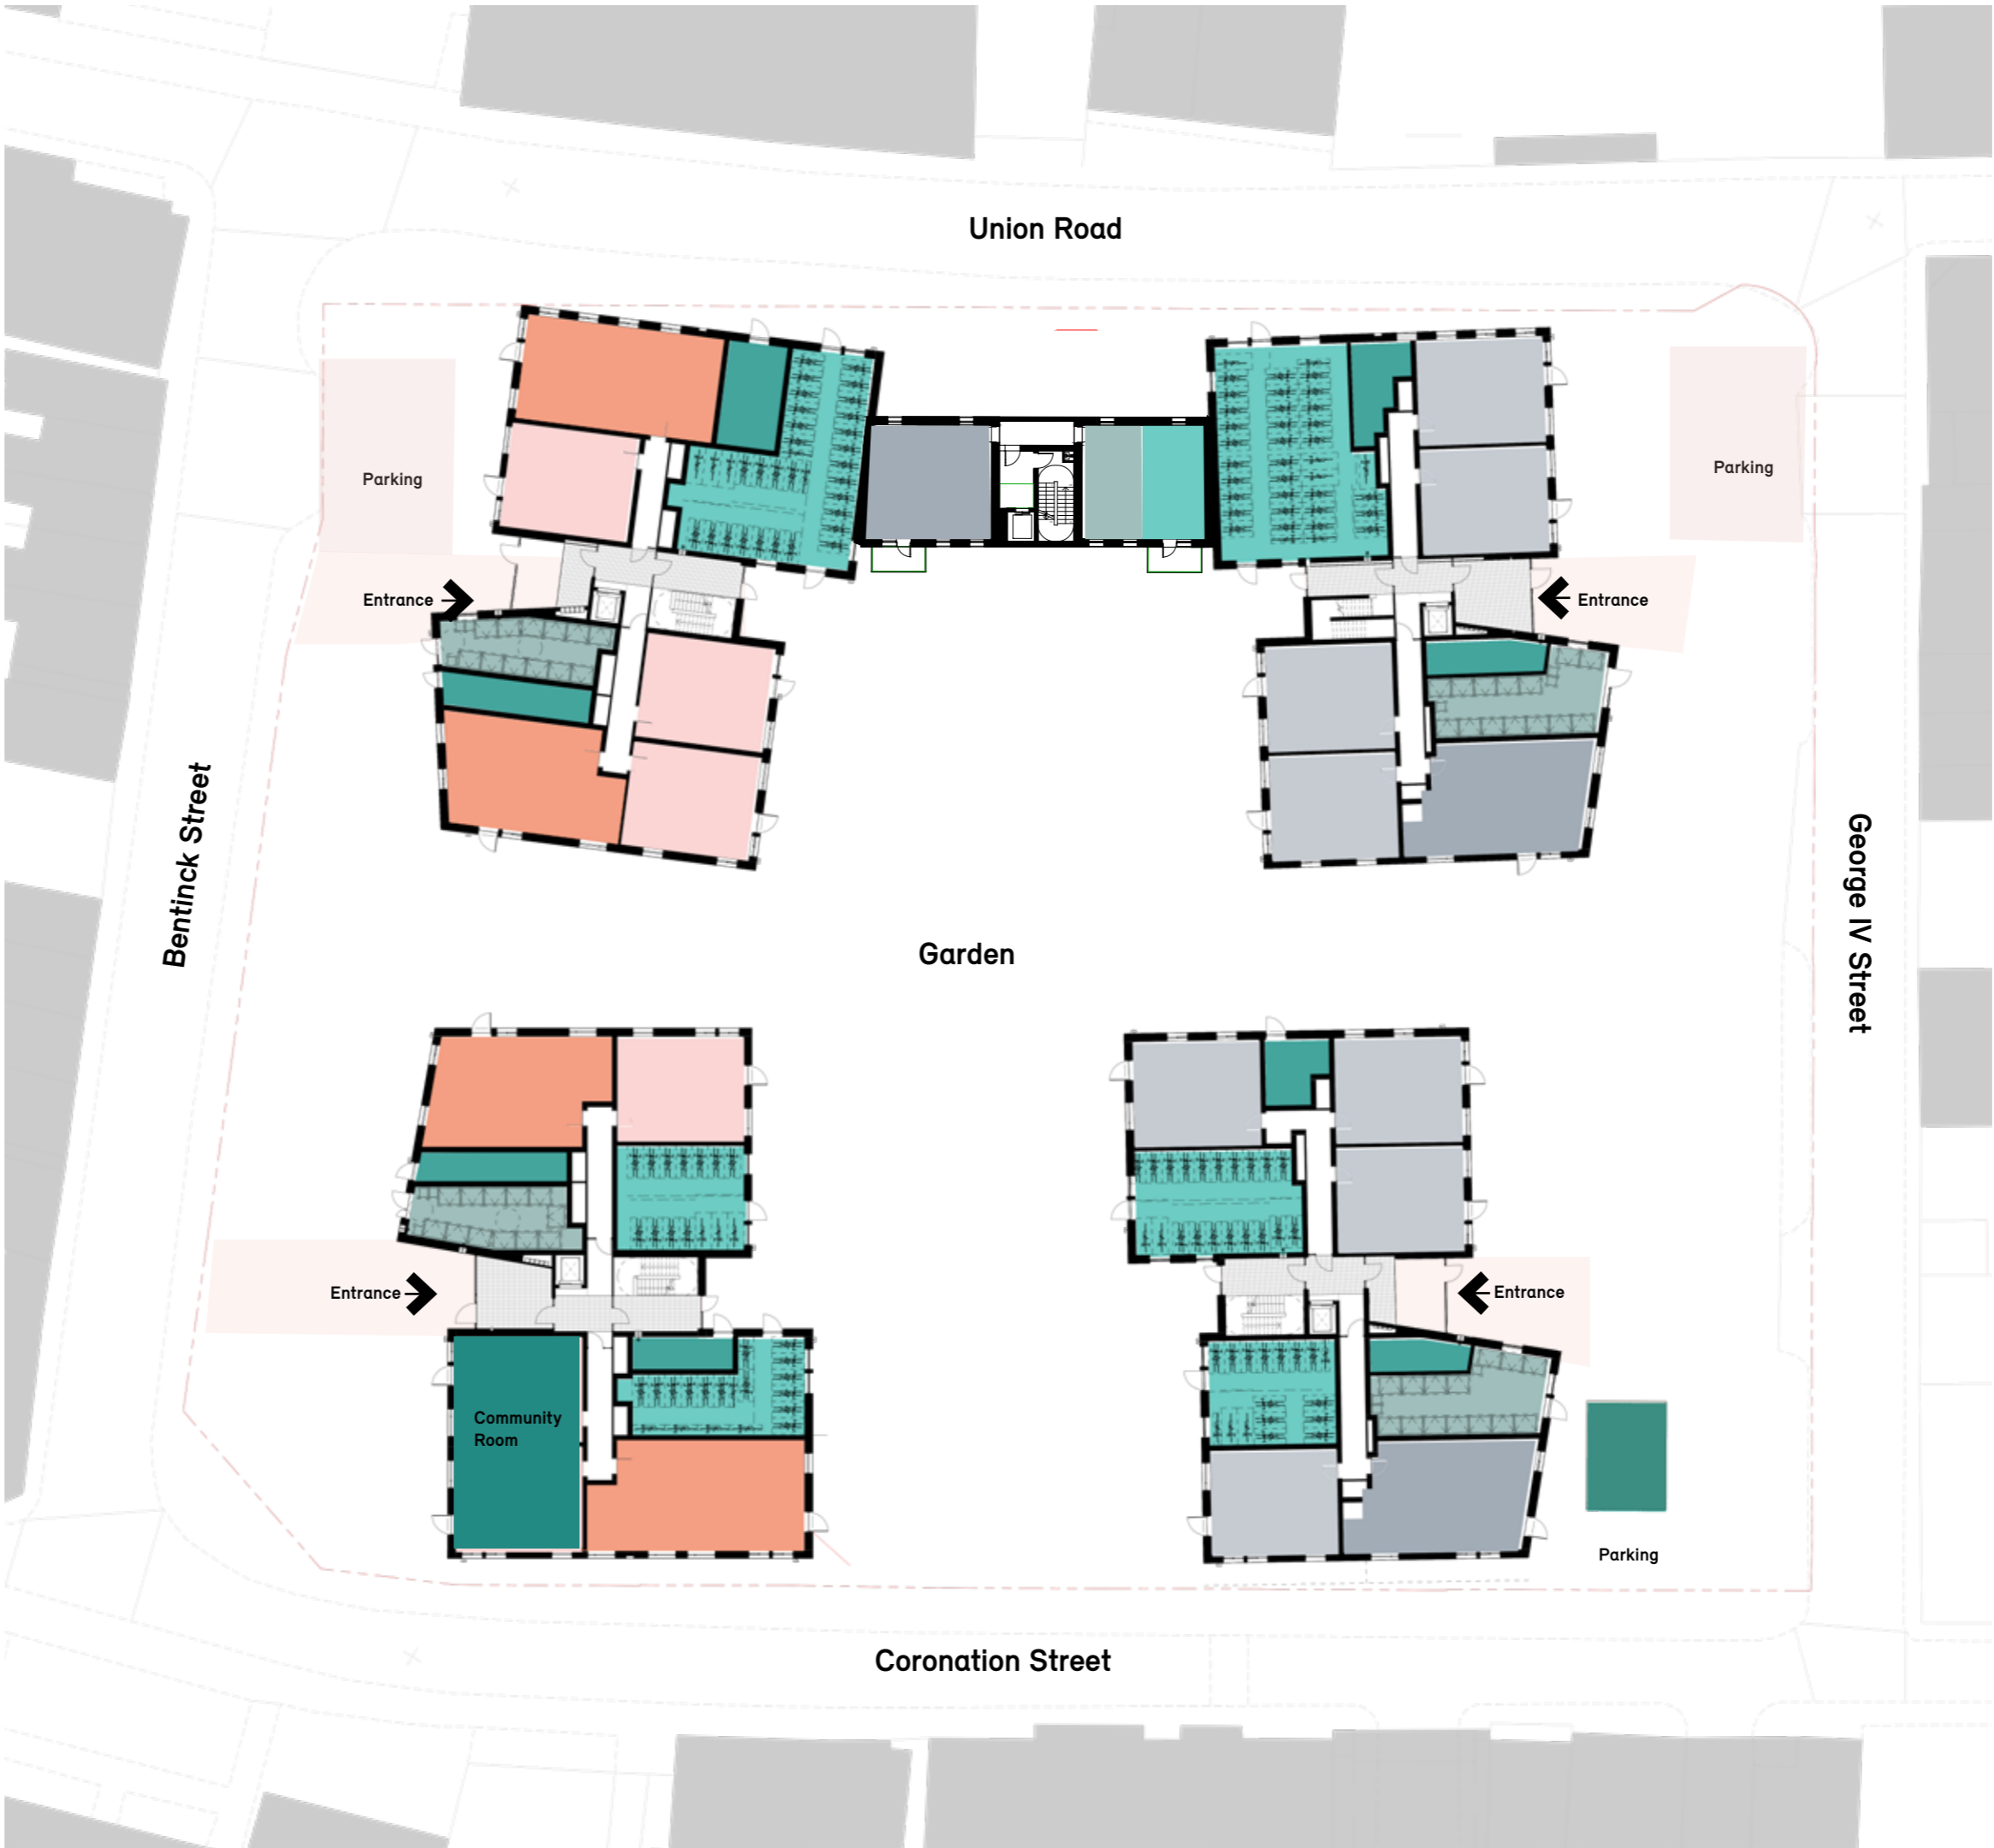 Union Road
Parking
Parking
Entrance
Entrance
Bentinck Street
George IV Street
Garden
Entrance
Entrance
Community
Room
Parking
Coronation Street